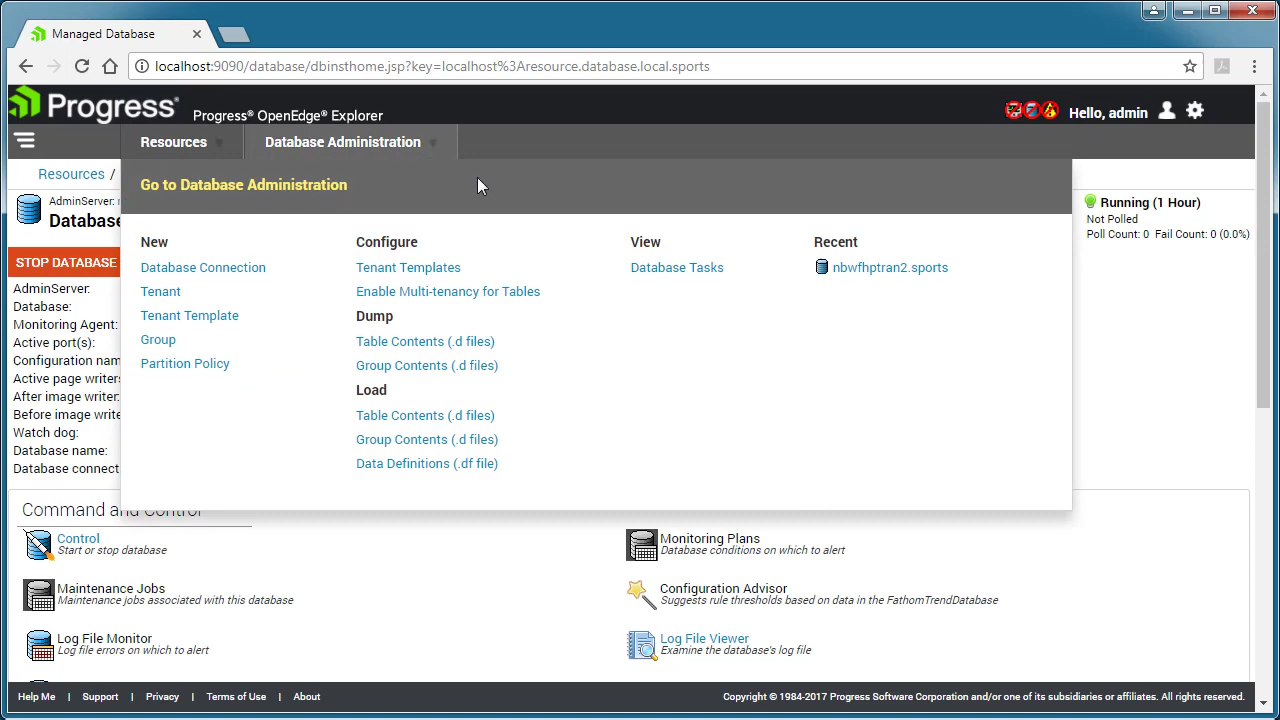 Managed Database
localhost:9090/database/dbinsthome.jsp?key=localhost%3Aresource.database.local.sports
Progress®
Progress® OpenEdge® Explorer
Hello, admin
Resources
Database Administration
Resources /
Go to Database Administration
AdminServer:
Database
Running (1 Hour)
Not Polled
Poll Count: 0 Fail Count: 0 (0.0%)
New
Database Connection
Tenant
Tenant Template
Group
Partition Policy
Configure
Tenant Templates
Enable Multi-tenancy for Tables
Dump
Table Contents (.d files)
Group Contents (.d files)
Load
Table Contents (.d files)
Group Contents (.d files)
Data Definitions (.df file)
View
Database Tasks
Recent
nbwfhptran2.sports
STOP DATABASE
AdminServer:
Database:
Monitoring Agent:
Active port(s):
Configuration nam
Active page writers
After image writer:
Before image write
Watch dog:
Database name:
Database connect
Command and Control
Control
Start or stop database
Monitoring Plans
Database conditions on which to alert
Maintenance Jobs
Maintenance jobs associated with this database
Configuration Advisor
Suggests rule thresholds based on data in the FathomTrendDatabase
Log File Monitor
Log file errors on which to alert
Log File Viewer
Examine the database's log file
Help Me | Support | Privacy | Terms of Use | About
Copyright © 1984-2017 Progress Software Corporation and/or one of its subsidiaries or affiliates. All rights reserved.